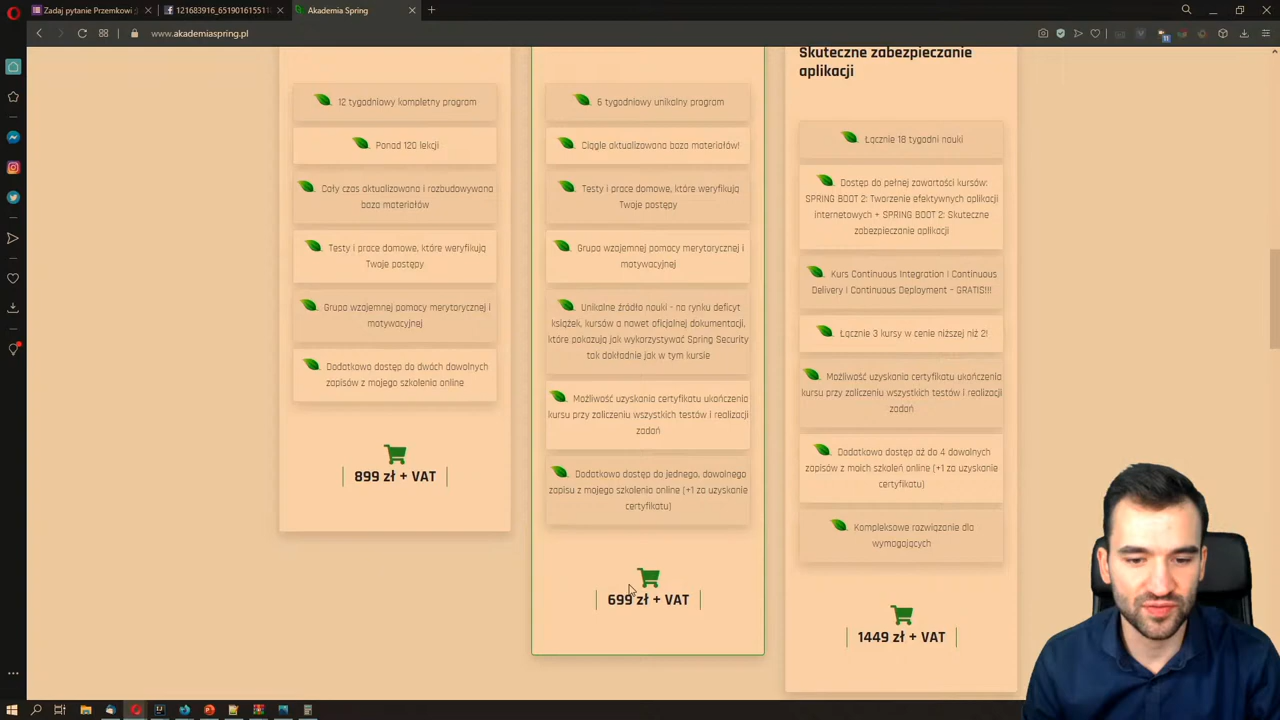 Zadaj pytanie Przemkowi
121683916_65190161551
Akademia Spring
www.akademiaspring.pl
12 tygodniowy kompletny program
Ponad 120 lekcji
Cały czas aktualizowana i rozbudowywana
baza materiałów
Testy i prace domowe, które weryfikują
Twoje postępy
Grupa wzajemnej pomocy merytorycznej i
motywacyjnej
Dodatkowo dostęp do dwóch dowolnych
zapisów z mojego szkolenia online
899 zł + VAT
6 tygodniowy unikalny program
Ciągle aktualizowana baza materiałów!
Testy i prace domowe, które weryfikują
Twoje postępy
Grupa wzajemnej pomocy merytorycznej i
motywacyjnej
Unikalne źródło nauki - na rynku deficyt
książek, kursów a nawet oficjalnej dokumentacji,
które pokazują jak wykorzystywać Spring Security
tak dokładnie jak w tym kursie
Możliwość uzyskania certyfikatu ukończenia
kursu przy zaliczeniu wszystkich testów i realizacji
zadań
Dodatkowo dostęp do jednego, dowolnego
zapisu z mojego szkolenia online (+1 za uzyskanie
certyfikatu)
699 zł + VAT
Skuteczne zabezpieczanie
aplikacji
Łącznie 18 tygodni nauki
Dostęp do pełnej zawartości kursów:
SPRING BOOT 2: Tworzenie efektywnych aplikacji
internetowych + SPRING BOOT 2: Skuteczne
zabezpieczanie aplikacji
Kurs Continuous Integration i Continuous
Delivery i Continuous Deployment - GRATIS!!!
Łącznie 3 kursy w cenie niższej niż 2!
Możliwość uzyskania certyfikatu ukończenia
kursu przy zaliczeniu wszystkich testów i realizacji
zadań
Dodatkowo dostęp aż do 4 dowolnych
zapisów z moich szkoleń online (+1 za uzyskanie
certyfikatu)
Kompleksowe rozwiązanie dla
wymagających
1449 zł + VAT